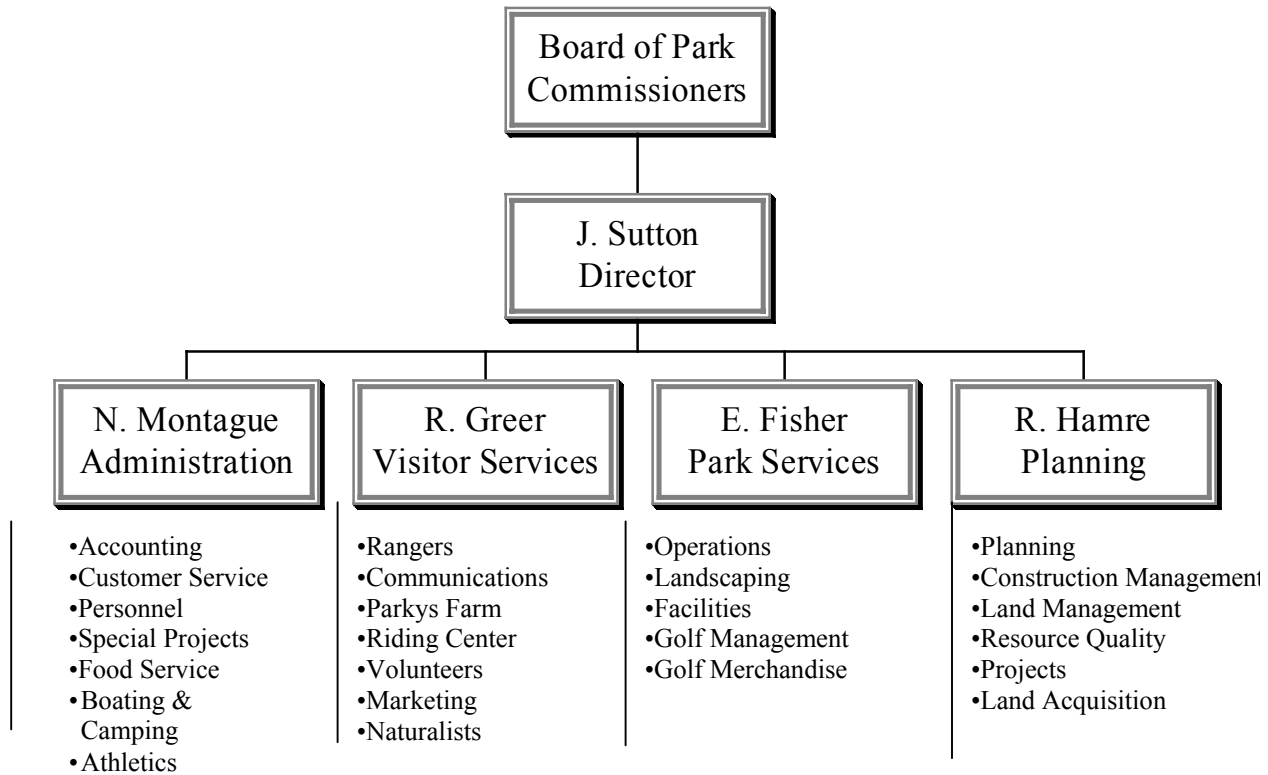 Board of Park
Commissioners
J. Sutton
Director
N. Montague
Administration
R. Greer
Visitor Services
E. Fisher
Park Services
R. Hamre
Planning
•Accounting
•Customer Service
•Personnel
•Special Projects
•Food Service
•Boating &
Camping
•Athletics
•Rangers
•Communications
•Parkys Farm
•Riding Center
•Volunteers
•Marketing
•Naturalists
•Operations
•Landscaping
•Facilities
•Golf Management
•Golf Merchandise
•Planning
•Construction Management
•Land Management
•Resource Quality
•Projects
•Land Acquisition